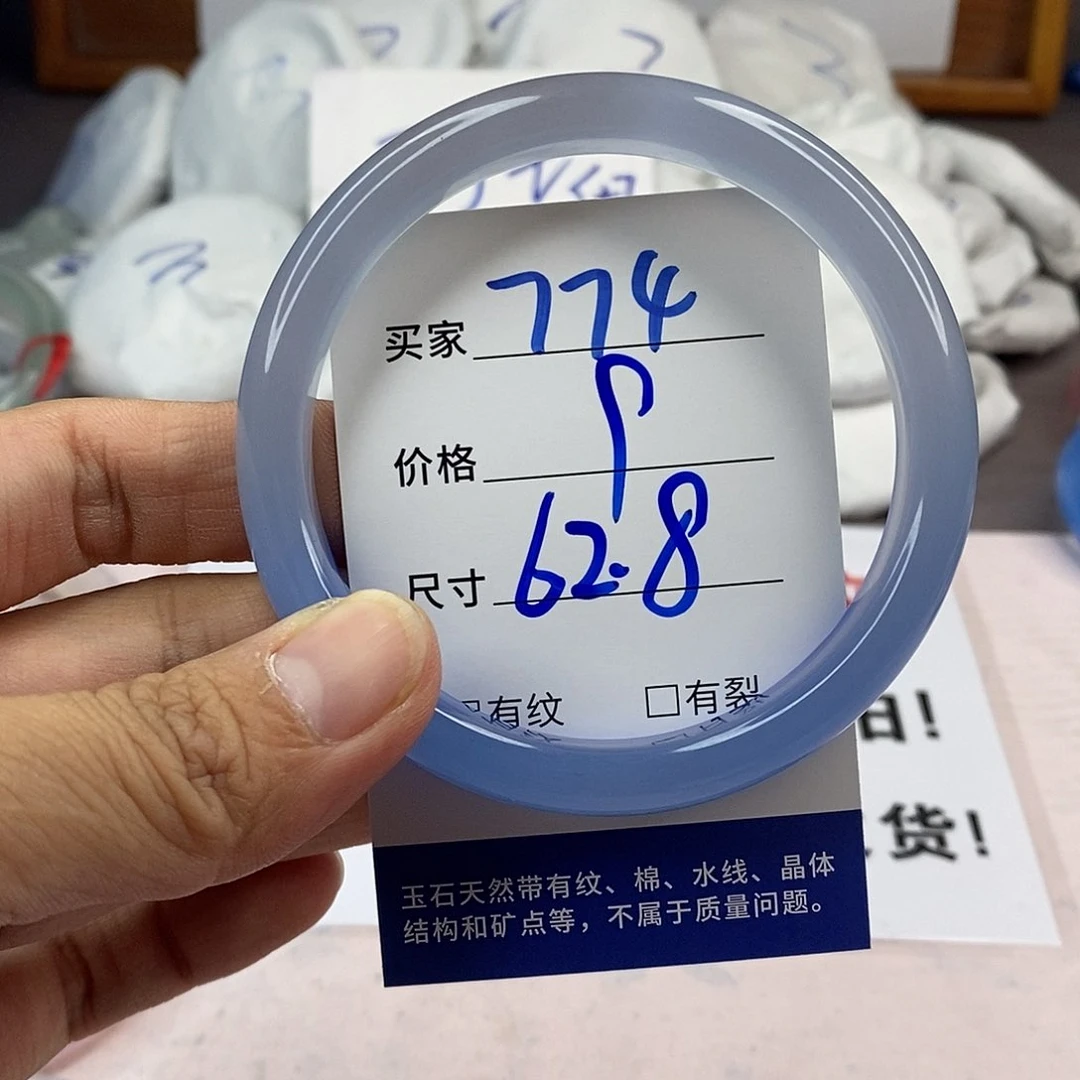 买家 774
价格 P
尺寸 62.8
有纹 □有裂
玉石天然带有纹、棉、水线、晶体
结构和矿点等，不属于质量问题。
!
货!